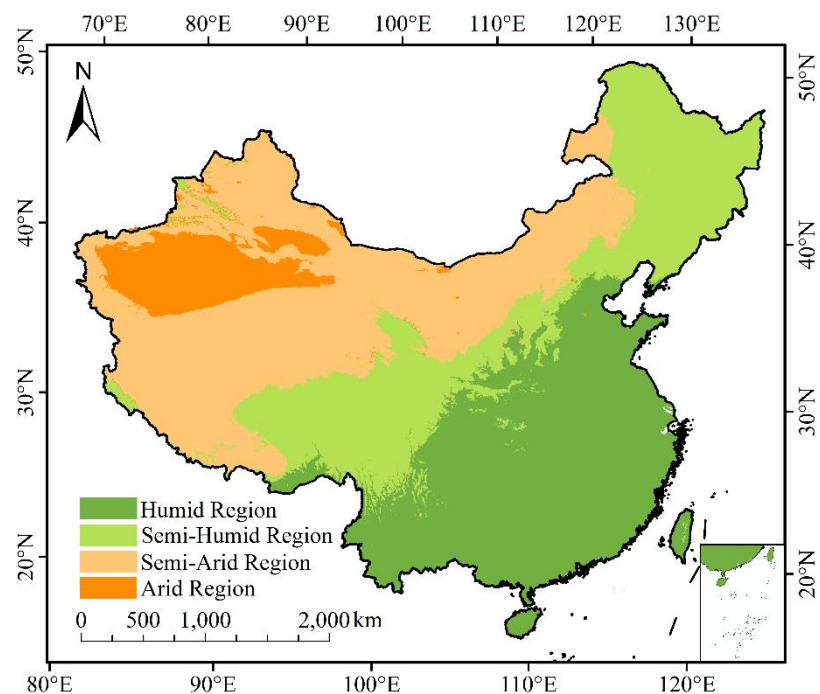 70°E 80°E 90°E 100°E 110°E 120°E 130°E
50°N
50°N
N
40°N
40°N
30°N
30°N
20°N
20°N
Humid Region
Semi-Humid Region
Semi-Arid Region
Arid Region
0 500 1,000 2,000 km
80°E 90°E 100°E 110°E 120°E